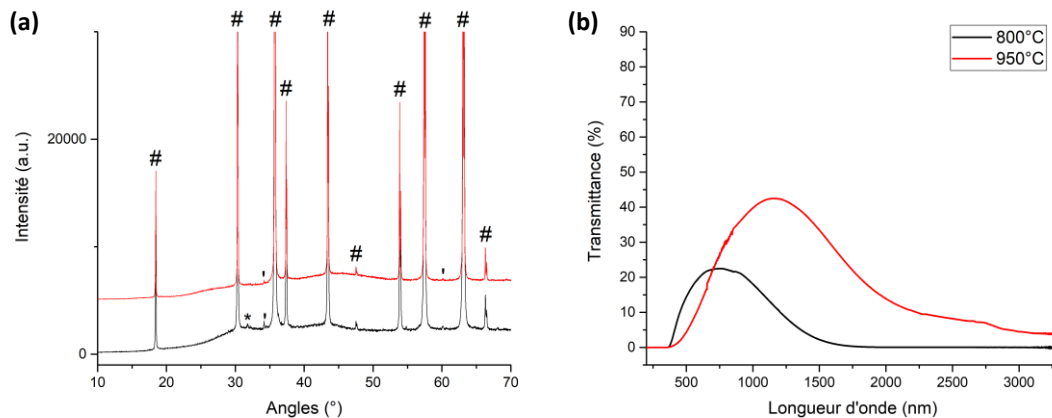 (a)
# # # # # #
# #
#
# #
' ' * '
20000
0
Intensité (a.u.)
10 20 30 40 50 60 70
Angles (°)
(b)
800°C
950°C
90
80
70
60
50
40
30
20
10
0
Transmittance (%)
500 1000 1500 2000 2500 3000
Longueur d'onde (nm)